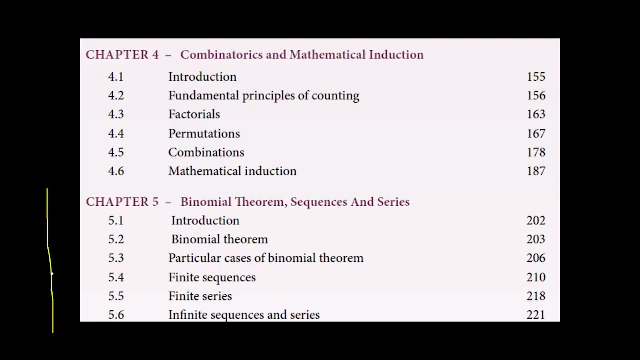 CHAPTER 4 – Combinatorics and Mathematical Induction
4.1 Introduction 155
4.2 Fundamental principles of counting 156
4.3 Factorials 163
4.4 Permutations 167
4.5 Combinations 178
4.6 Mathematical induction 187
CHAPTER 5 – Binomial Theorem, Sequences And Series
5.1 Introduction 202
5.2 Binomial theorem 203
5.3 Particular cases of binomial theorem 206
5.4 Finite sequences 210
5.5 Finite series 218
5.6 Infinite sequences and series 221